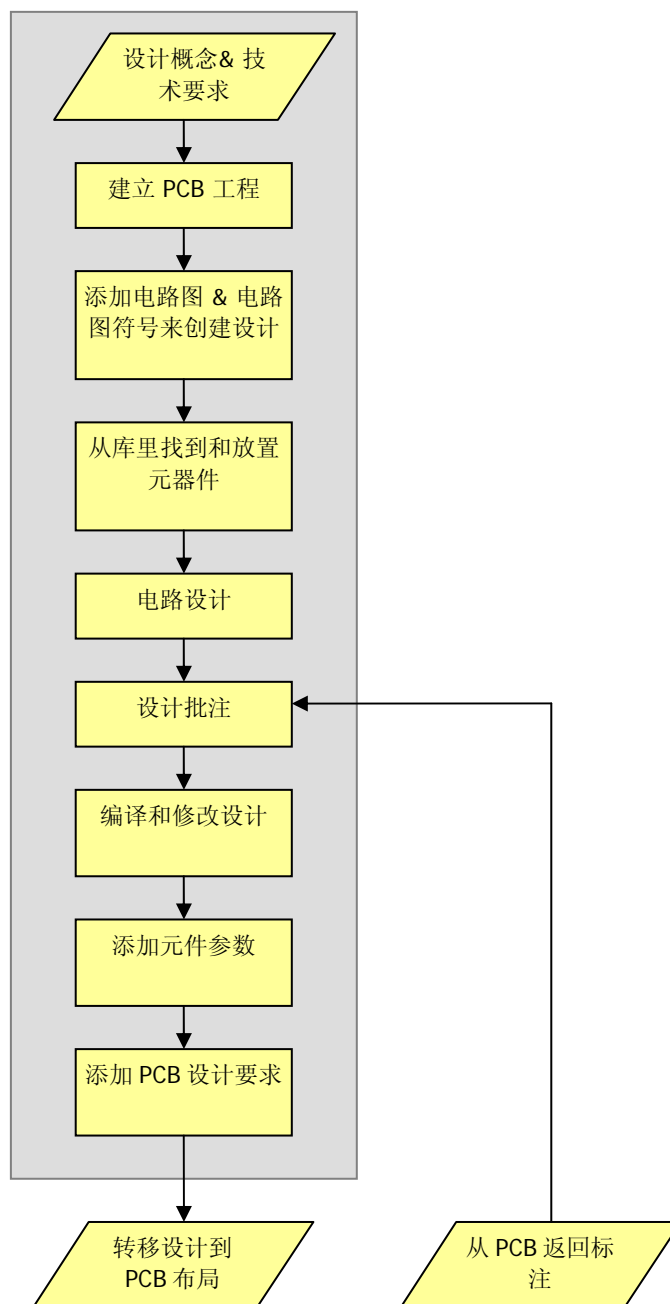 设计概念& 技
术要求
建立 PCB 工程
添加电路图 & 电路
图符号来创建设计
从库里找到和放置
元器件
电路设计
设计批注
编译和修改设计
添加元件参数
添加 PCB 设计要求
转移设计到
PCB 布局
从 PCB 返回标
注